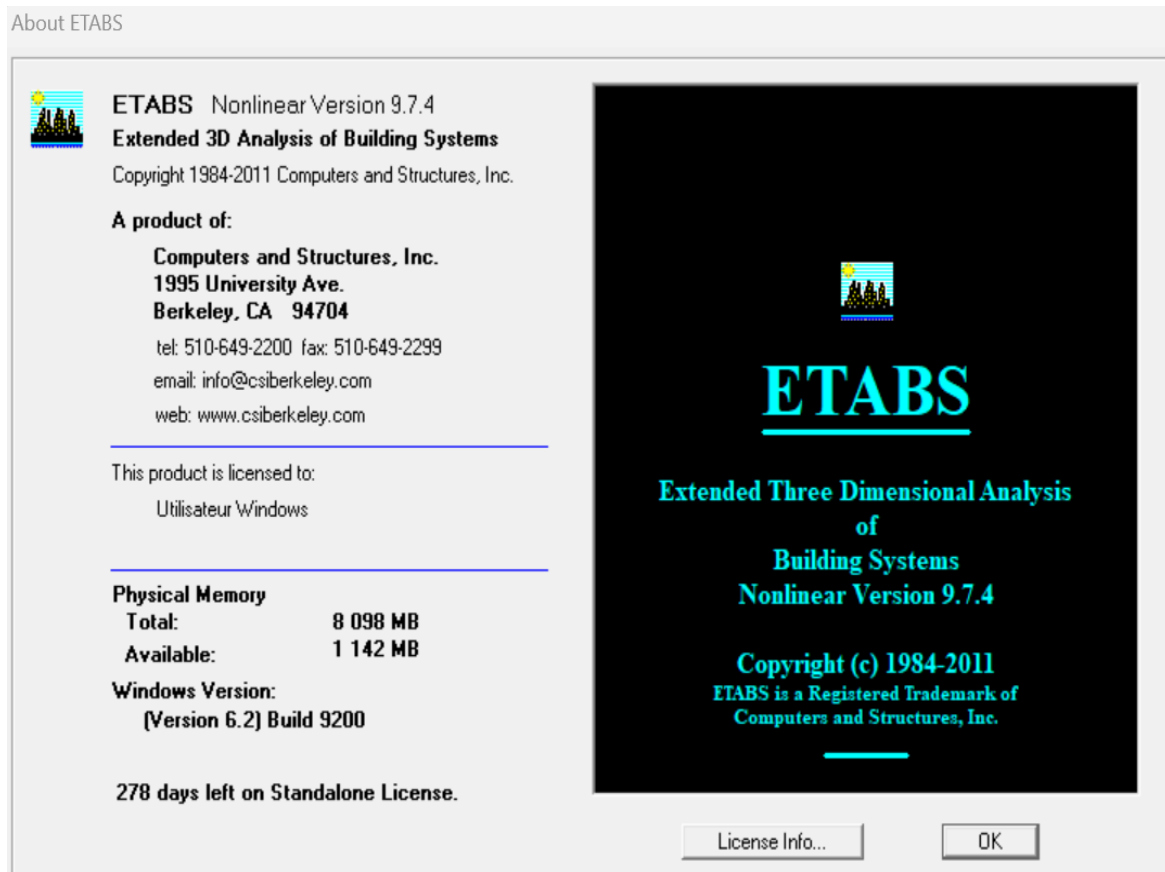 About ETABS
ETABS Nonlinear Version 9.7.4
Extended 3D Analysis of Building Systems
Copyright 1984-2011 Computers and Structures, Inc.
A product of:
Computers and Structures, Inc.
1995 University Ave.
Berkeley, CA 94704
tel: 510-649-2200 fax: 510-649-2299
email: info@csiberkeley.com
web: www.csiberkeley.com
This product is licensed to:
Utilisateur Windows
Physical Memory
Total: 8 098 MB
Available: 1 142 MB
Windows Version:
(Version 6.2) Build 9200
278 days left on Standalone License.
ETABS
Extended Three Dimensional Analysis
of
Building Systems
Nonlinear Version 9.7.4
Copyright (c) 1984-2011
ETABS is a Registered Trademark of
Computers and Structures, Inc.
License Info... OK